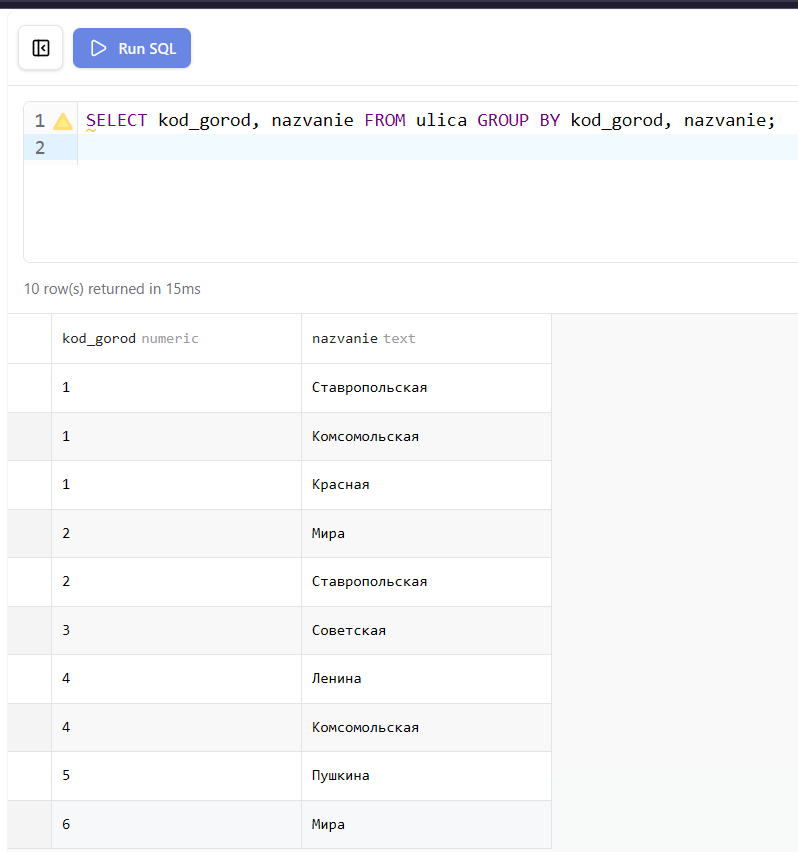 Run SQL
1 SELECT kod_gorod, nazvanie FROM ulica GROUP BY kod_gorod, nazvanie;
2
10 row(s) returned in 15ms
kod_gorod numeric nazvanie text
1 Ставропольская
1 Комсомольская
1 Красная
2 Мира
2 Ставропольская
3 Советская
4 Ленина
4 Комсомольская
5 Пушкина
6 Мира